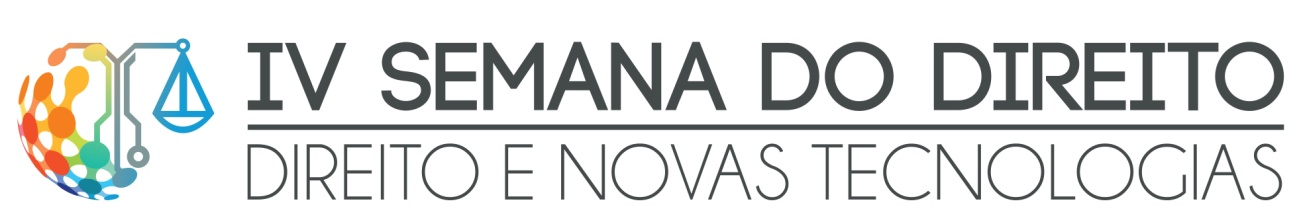 IV SEMANA DO DIREITO
DIREITO E NOVAS TECNOLOGIAS